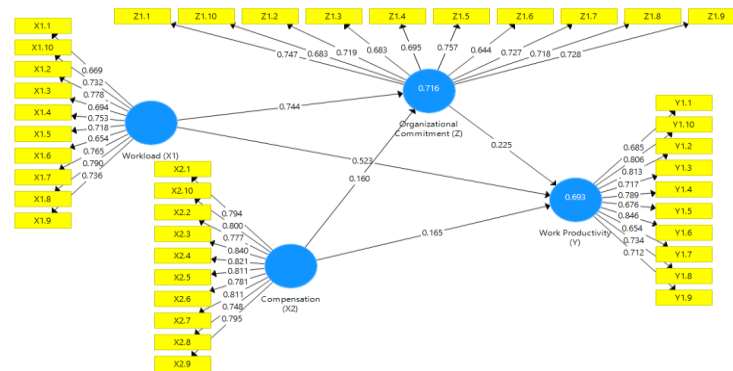 Z1.1
Z1.10
Z1.2
Z1.3
Z1.4
Z1.5
Z1.6
Z1.7
Z1.8
Z1.9
0.747
0.683
0.719
0.683
0.695
0.757
0.644
0.727
0.718
0.728
X1.1
X1.10
X1.2
X1.3
X1.4
X1.5
X1.6
X1.7
X1.8
X1.9
0.669
0.732
0.778
0.694
0.753
0.718
0.654
0.765
0.790
0.736
Workload (X1)
0.744
0.716
Organizational
Commitment (Z)
0.225
0.523
0.160
0.165
X2.1
X2.10
X2.2
X2.3
X2.4
X2.5
X2.6
X2.7
X2.8
X2.9
0.794
0.800
0.777
0.840
0.821
0.811
0.781
0.811
0.748
0.795
Compensation
(X2)
0.693
Work Productivity
(Y)
0.685
0.806
0.813
0.717
0.789
0.676
0.846
0.654
0.734
0.712
Y1.1
Y1.10
Y1.2
Y1.3
Y1.4
Y1.5
Y1.6
Y1.7
Y1.8
Y1.9